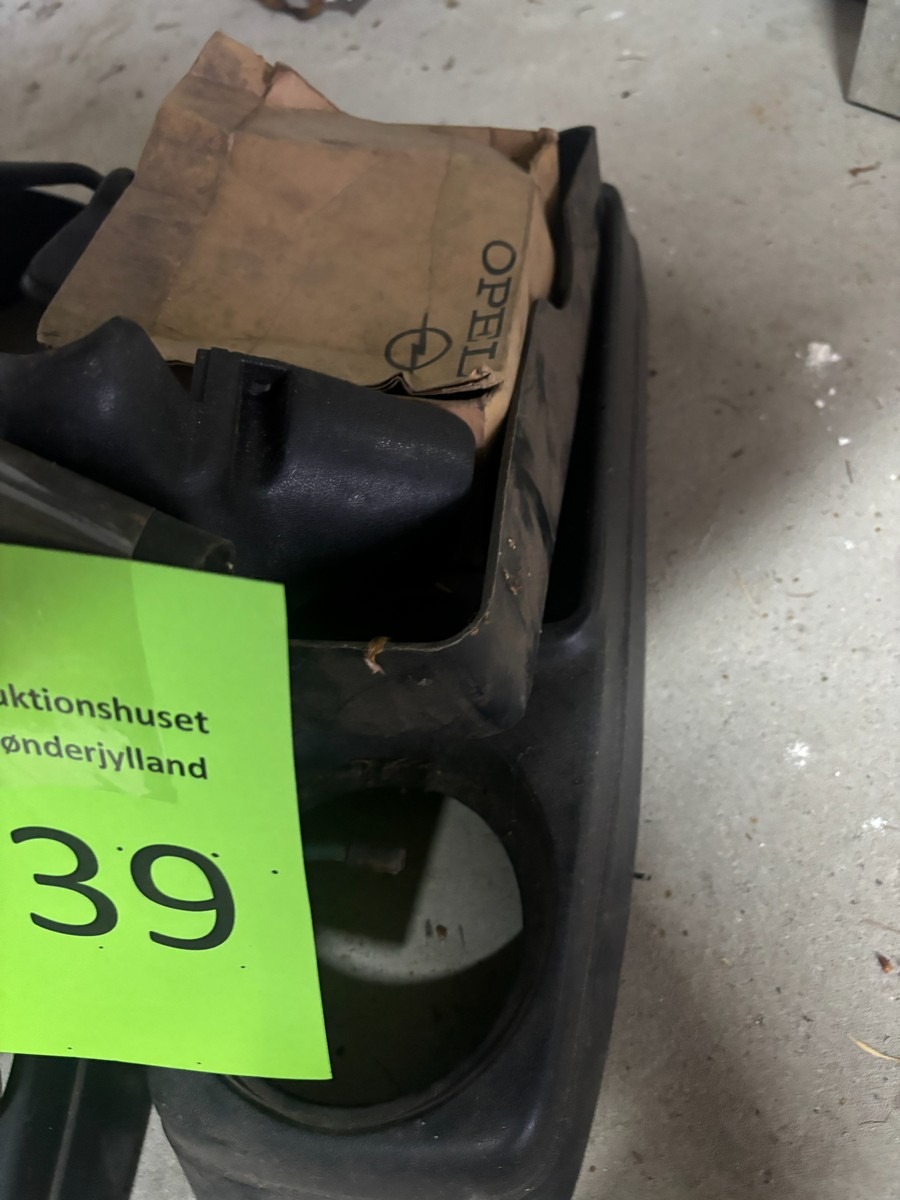 OPEL
uktionshuset
ønderjylland
39